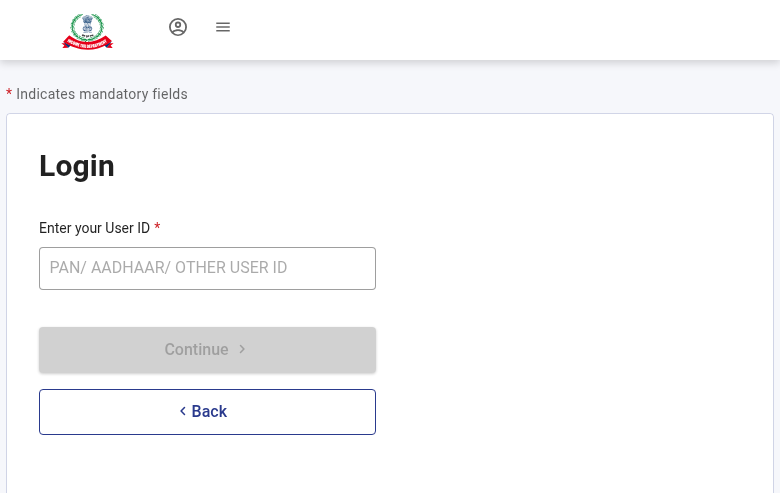 * Indicates mandatory fields
Login
Enter your User ID *
PAN/ AADHAAR/ OTHER USER ID
Continue
Back